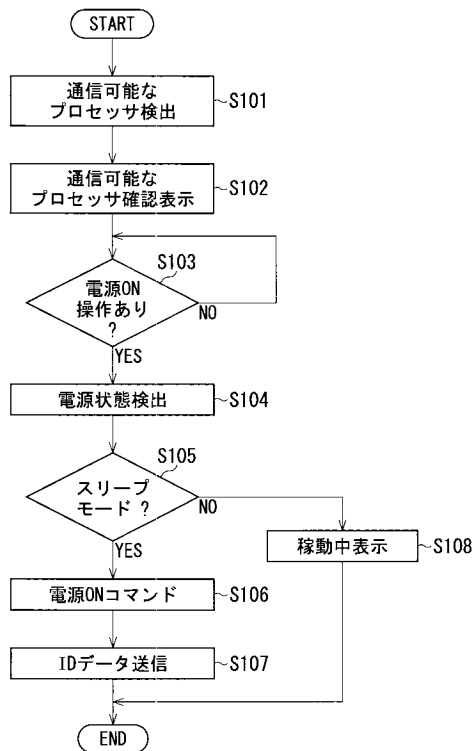 START
通信可能な
プロセッサ検出
S101
通信可能な
プロセッサ確認表示
S102
S103
電源ON
操作あり
?
NO
YES
電源状態検出
S104
S105
スリープ
モード ?
NO
YES
稼動中表示
S108
電源ONコマンド
S106
IDデータ送信
S107
END